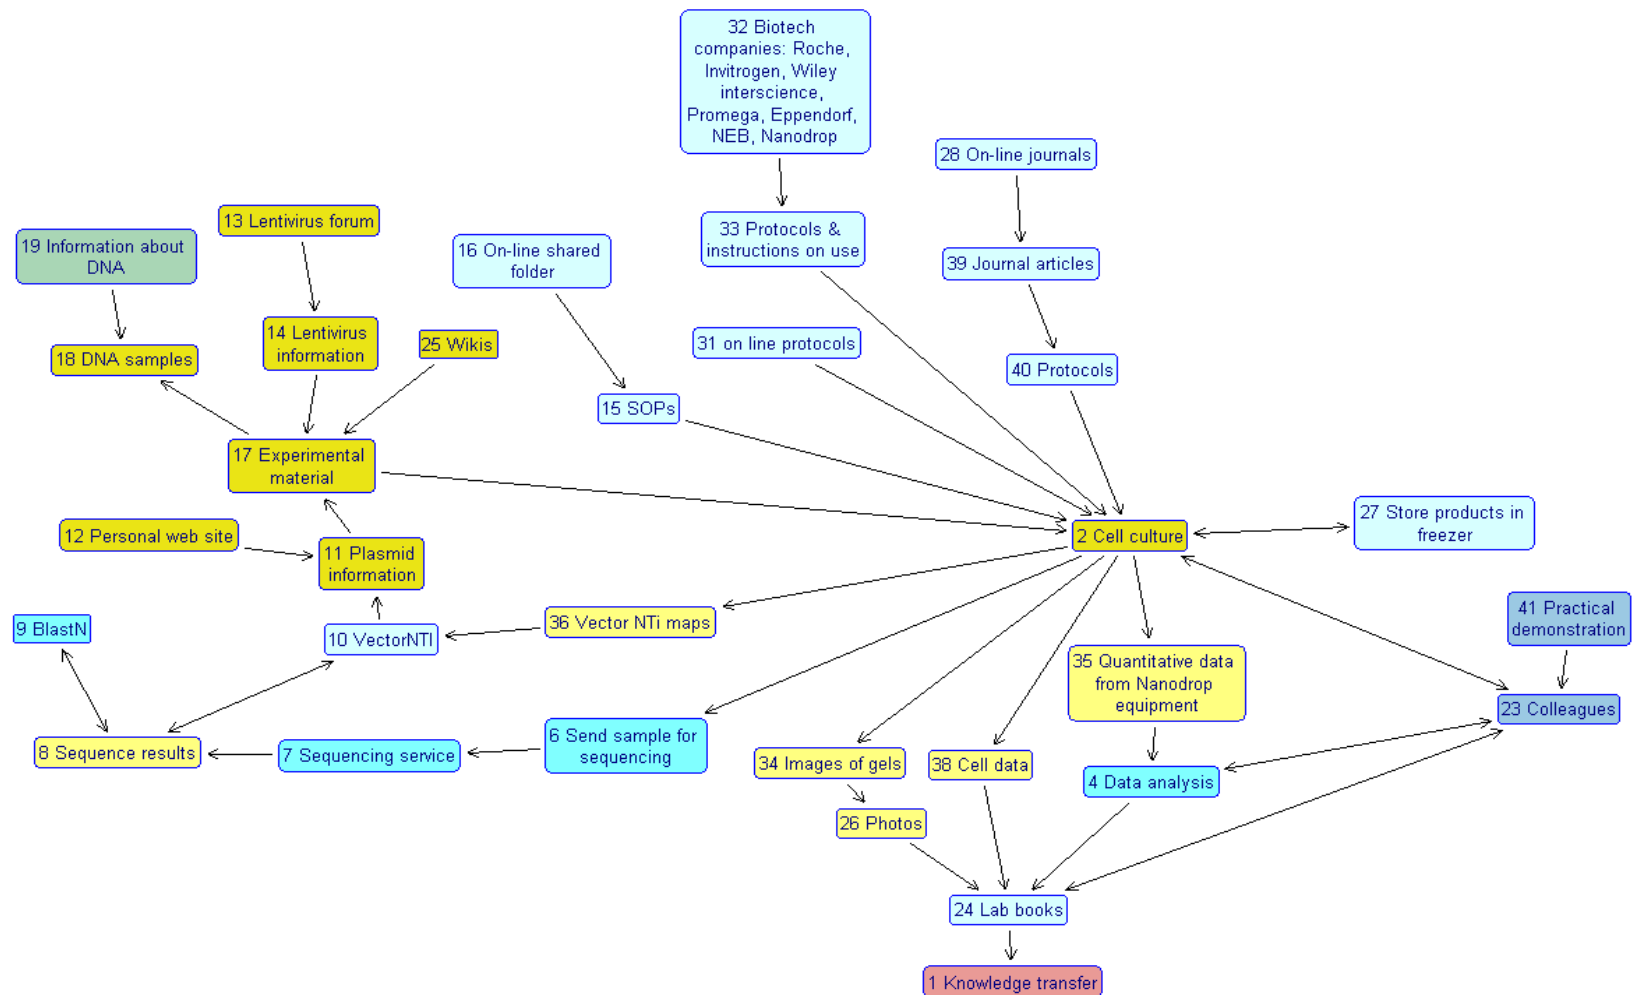 32 Biotech
companies: Roche,
Invitrogen, Wiley
interscience,
Promega, Eppendorf,
NEB, Nanodrop
28 On-line journals
13 Lentivirus forum
19 Information about
DNA
16 On-line shared
folder
33 Protocols &
instructions on use
39 Journal articles
14 Lentivirus
information
25 Wikis
18 DNA samples
31 on line protocols
40 Protocols
15 SOPs
17 Experimental
material
27 Store products in
freezer
12 Personal web site
2 Cell culture
11 Plasmid
information
41 Practical
demonstration
9 BlastN
10 VectorNTI
36 Vector NTi maps
35 Quantitative data
from Nanodrop
equipment
23 Colleagues
8 Sequence results
7 Sequencing service
6 Send sample for
sequencing
34 Images of gels
38 Cell data
4 Data analysis
26 Photos
24 Lab books
1 Knowledge transfer